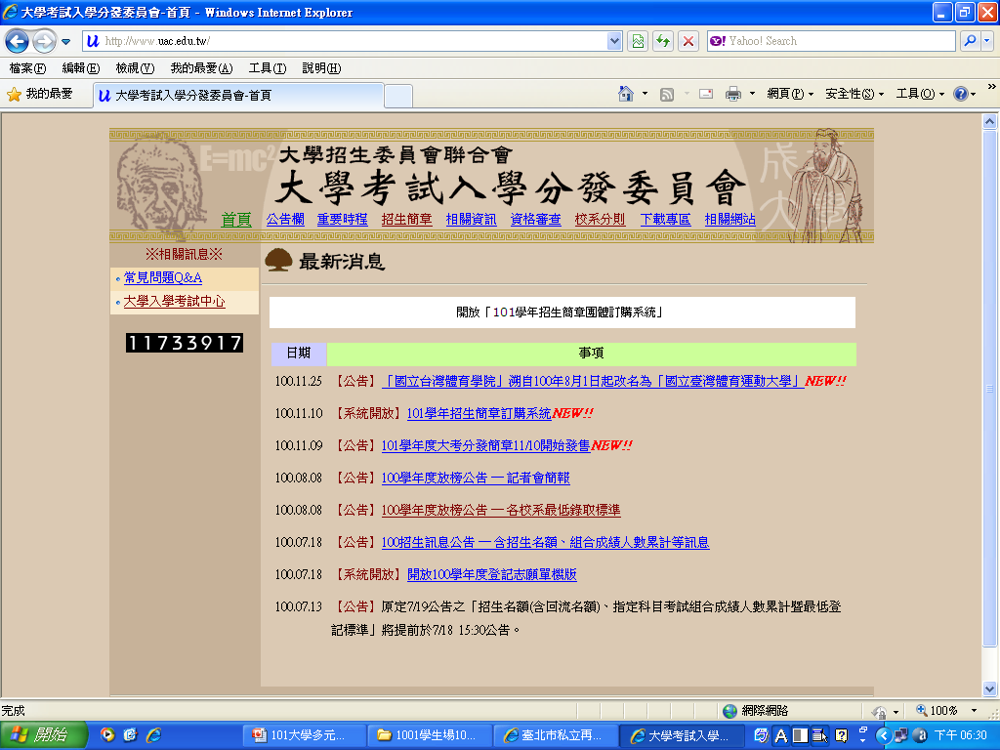 大學考試入學分發委員會-首頁 - Windows Internet Explorer
http://www.uac.edu.tw/
Yahoo! Search
檔案(F) 編輯(E) 檢視(V) 我的最愛(A) 工具(T) 說明(H)
我的最愛 大學考試入學分發委員會-首頁 網頁(P) 安全性(S) 工具(O)
E=mc²
大學招生委員會聯合會
大學考試入學分發委員會
成大
首頁 公告欄 重要時程 招生簡章 相關資訊 資格審查 校系分則 下載專區 相關網站
※相關訊息※
常見問題Q&A
大學入學考試中心
11733917
最新消息
開放「101學年招生簡章團體訂購系統」
日期 事項
100.11.25 【公告】「國立台灣體育學院」溯自100年8月1日起改名為「國立臺灣體育運動大學」NEW!!
100.11.10 【系統開放】101學年招生簡章訂購系統NEW!!
100.11.09 【公告】101學年度大考分發簡章11/10開始發售NEW!!
100.08.08 【公告】100學年度放榜公告 — 記者會簡報
100.08.08 【公告】100學年度放榜公告 — 各校系最低錄取標準
100.07.18 【公告】100招生訊息公告 — 含招生名額、組合成績人數累計等訊息
100.07.18 【系統開放】開放100學年度登記志願單機版
100.07.13 【公告】原定7/19公告之「招生名額(含回流名額)、指定科目考試組合成績人數累計暨最低登
記標準」將提前於7/18 15:30公告。
完成 網際網路 100%
開始 101大學多元... 1001學生場10... 臺北市私立再... 大學考試入學... 下午 06:30